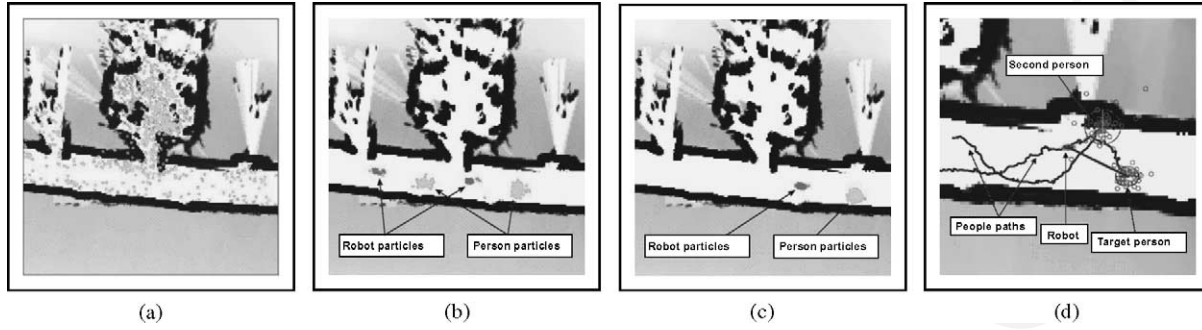 Robot particles
Person particles
Robot particles
Person particles
Second person
People paths
Robot
Target person
(a)
(b)
(c)
(d)